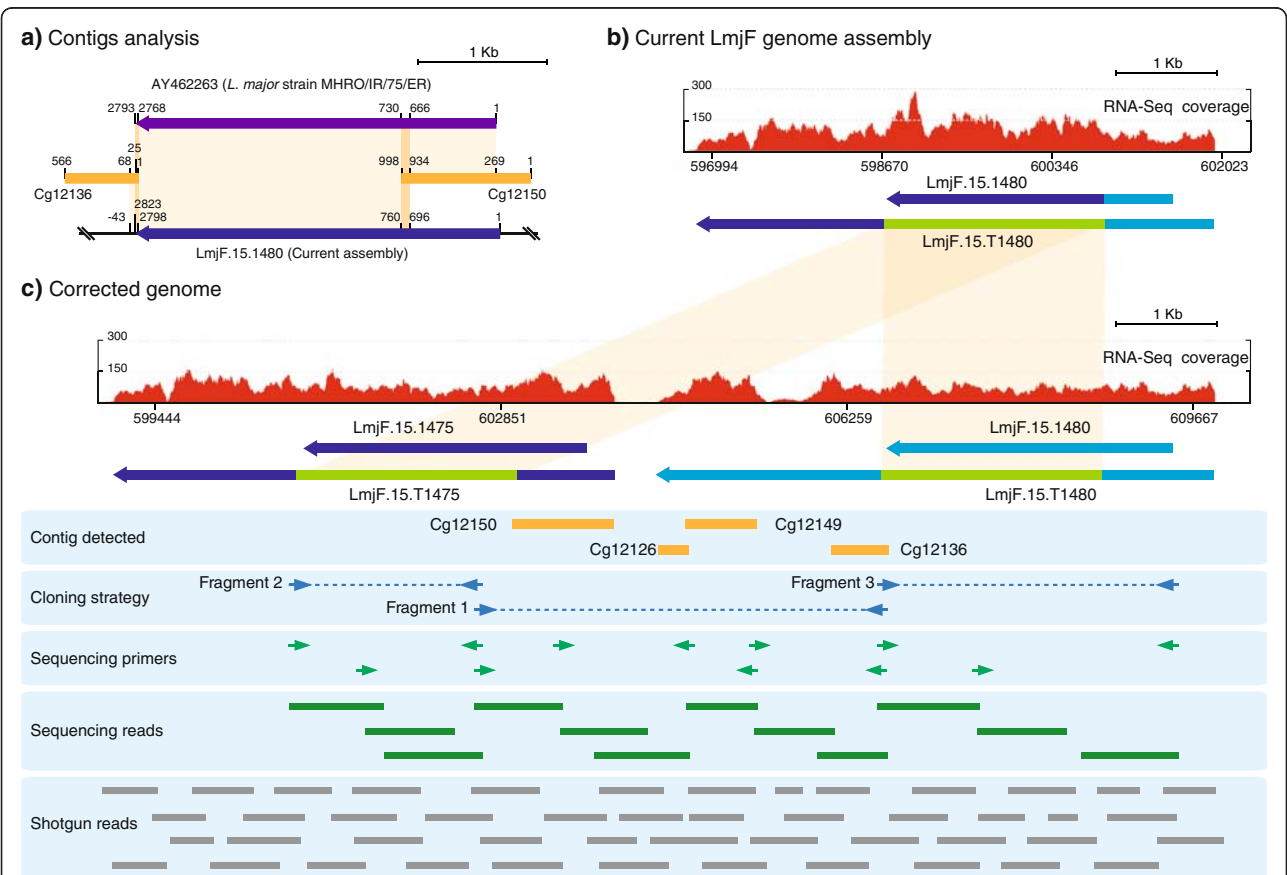 a) Contigs analysis
1 Kb
AY462263 (L. major strain MHRO/IR/75/ER)
2793 2768 730 666 1
25
566 68 1 998 934 269 1
Cg12136 Cg12150
2823
-43 2798 760 696 1
LmjF.15.1480 (Current assembly)
b) Current LmjF genome assembly
1 Kb
300
RNA-Seq coverage
150
596994 598670 600346 602023
LmjF.15.1480
LmjF.15.T1480
c) Corrected genome
1 Kb
300
RNA-Seq coverage
150
599444 602851 606259 609667
LmjF.15.1475 LmjF.15.1480
LmjF.15.T1475 LmjF.15.T1480
Contig detected
Cg12150 Cg12149
Cg12126 Cg12136
Cloning strategy
Fragment 2 Fragment 3
Fragment 1
Sequencing primers
Sequencing reads
Shotgun reads